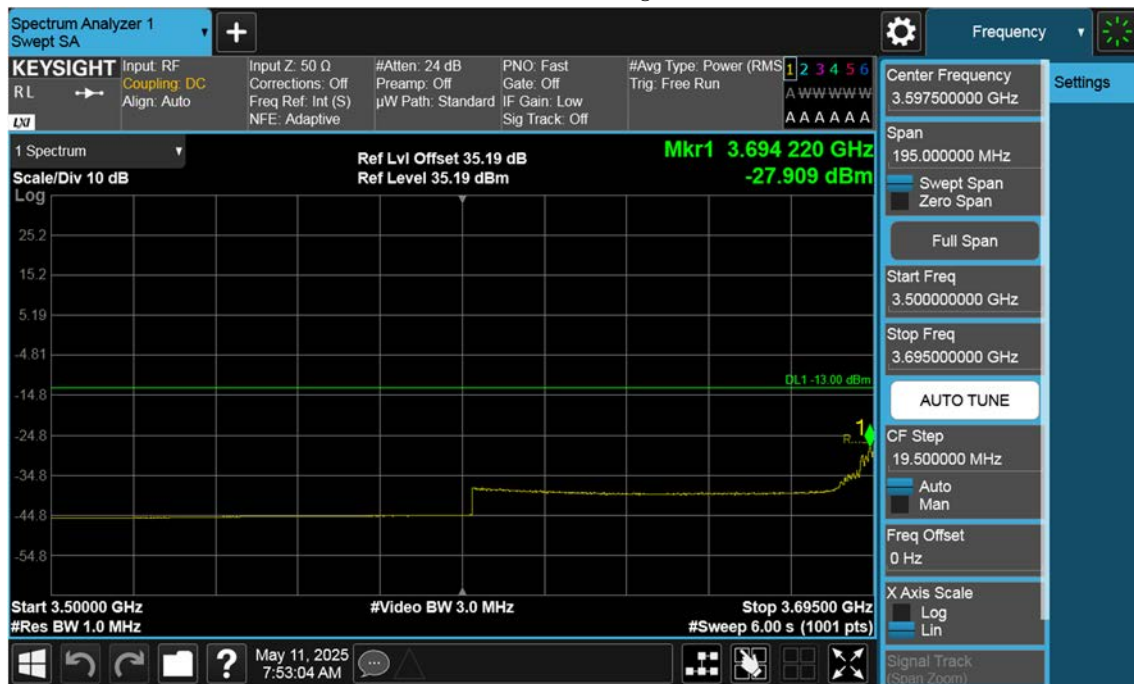 Spectrum Analyzer 1
Swept SA
Frequency
KEYSIGHT
RL
LXI
Input: RF
Coupling: DC
Align: Auto
Input Z: 50 Ω
Corrections: Off
Freq Ref: Int (S)
NFE: Adaptive
#Atten: 24 dB
Preamp: Off
µW Path: Standard
PNO: Fast
Gate: Off
IF Gain: Low
Sig Track: Off
#Avg Type: Power (RMS
Trig: Free Run
1 2 3 4 5 6
A W W W W W
A A A A A A
1 Spectrum
Scale/Div 10 dB
Ref Lvl Offset 35.19 dB
Ref Level 35.19 dBm
Mkr1 3.694 220 GHz
-27.909 dBm
Log
25.2
15.2
5.19
-4.81
DL1 -13.00 dBm
-14.8
1
-24.8
R
-34.8
-44.8
-54.8
Start 3.50000 GHz
#Video BW 3.0 MHz
Stop 3.69500 GHz
#Res BW 1.0 MHz
#Sweep 6.00 s (1001 pts)
?
May 11, 2025
7:53:04 AM
Center Frequency
3.597500000 GHz
Span
195.000000 MHz
Swept Span
Zero Span
Full Span
Start Freq
3.500000000 GHz
Stop Freq
3.695000000 GHz
AUTO TUNE
CF Step
19.500000 MHz
Auto
Man
Freq Offset
0 Hz
X Axis Scale
Log
Lin
Signal Track
(Span Zoom)
Settings